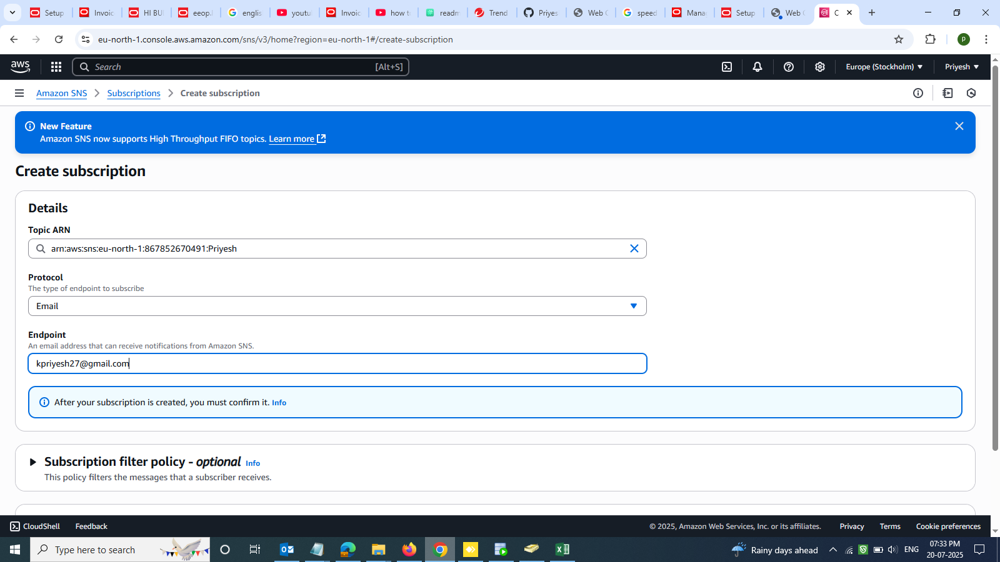 Setup
Invoic
HI BUI
eeopJ
englis
youtu
Invoic
how to
readm
Trend
Priyes
Web C
speed
Mana
Setup
Web C
C
eu-north-1.console.aws.amazon.com/sns/v3/home?region=eu-north-1#/create-subscription
p
aws
Search
[Alt+S]
Europe (Stockholm)
Priyesh
Amazon SNS
Subscriptions
Create subscription
New Feature
Amazon SNS now supports High Throughput FIFO topics. Learn more
Create subscription
Details
Topic ARN
arn:aws:sns:eu-north-1:867852670491:Priyesh
Protocol
The type of endpoint to subscribe
Email
Endpoint
An email address that can receive notifications from Amazon SNS.
kpriyesh27@gmail.com
After your subscription is created, you must confirm it. Info
Subscription filter policy - optional Info
This policy filters the messages that a subscriber receives.
CloudShell
Feedback
© 2025, Amazon Web Services, Inc. or its affiliates.
Privacy
Terms
Cookie preferences
Type here to search
Rainy days ahead
ENG
07:33 PM
20-07-2025